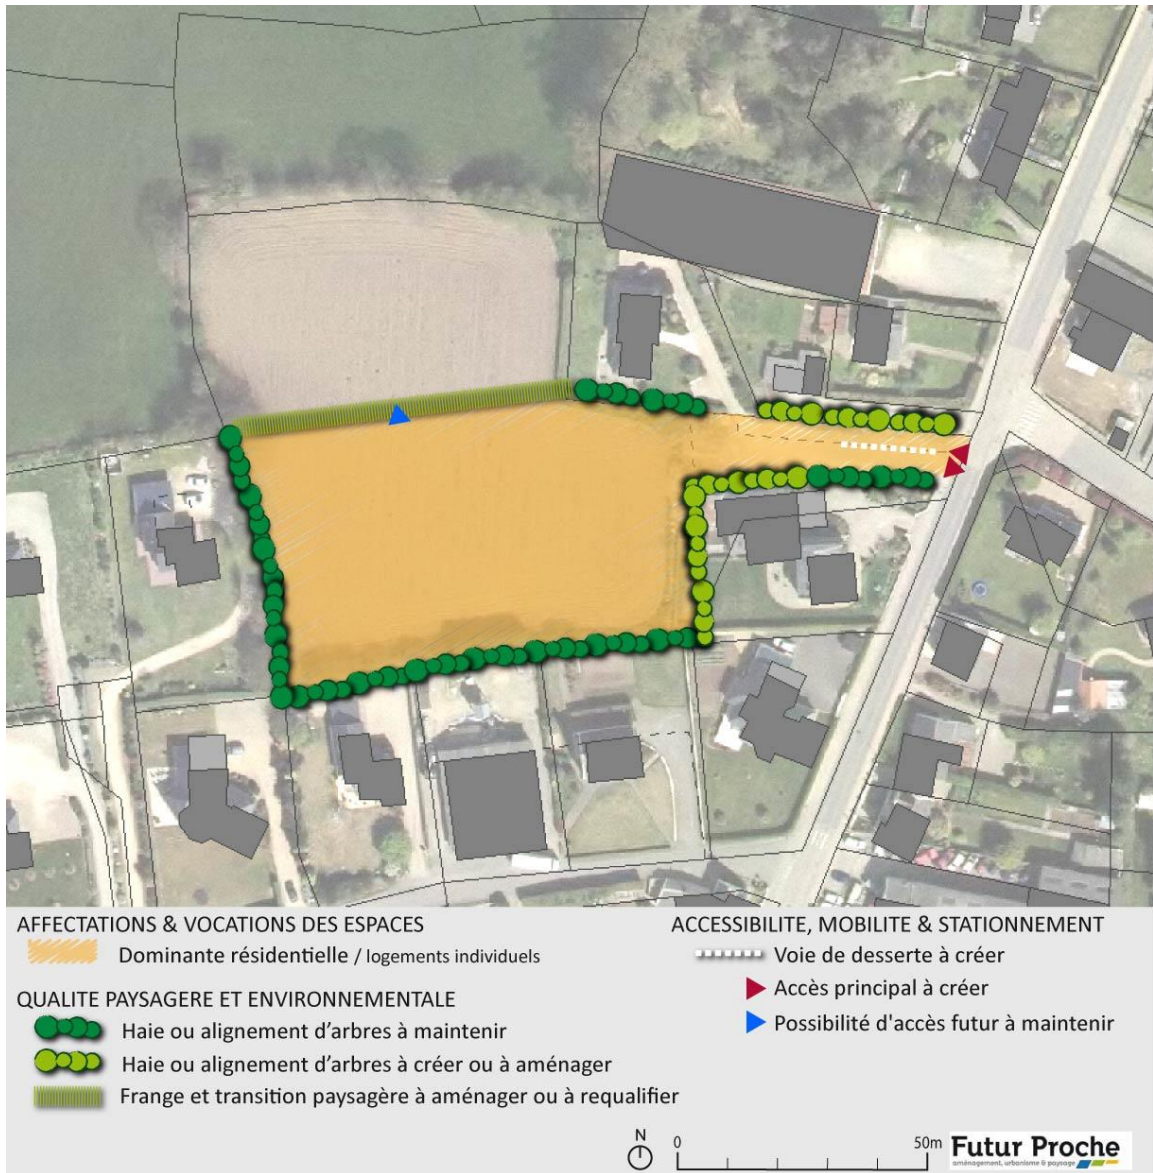 AFFECTATIONS & VOCATIONS DES ESPACES
Dominante résidentielle / logements individuels
QUALITE PAYSAGERE ET ENVIRONNEMENTALE
Haie ou alignement d'arbres à maintenir
Haie ou alignement d'arbres à créer ou à aménager
Frange et transition paysagère à aménager ou à requalifier
ACCESSIBILITE, MOBILITE & STATIONNEMENT
Voie de desserte à créer
Accès principal à créer
Possibilité d'accès futur à maintenir
N
0 50m
Futur Proche
aménagement, urbanisme & paysage